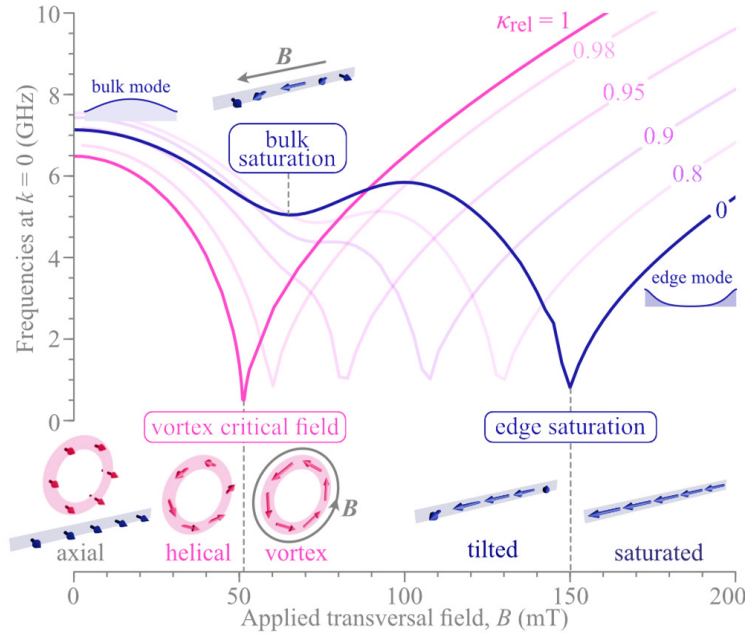 10
8
6
4
2
0
Frequencies at k = 0 (GHz)
bulk mode
B
bulk
saturation
κrel = 1
0.98
0.95
0.9
0.8
0
edge mode
vortex critical field
edge saturation
B
axial
helical
vortex
tilted
saturated
0
50
100
150
200
Applied transversal field, B (mT)